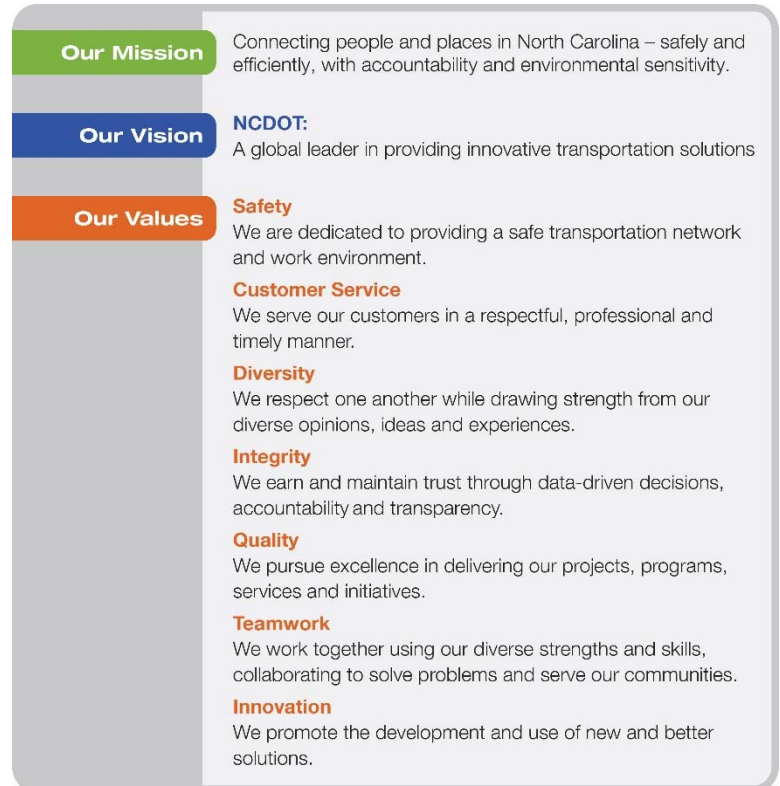 Our Mission
Connecting people and places in North Carolina – safely and
efficiently, with accountability and environmental sensitivity.
Our Vision
NCDOT:
A global leader in providing innovative transportation solutions
Our Values
Safety
We are dedicated to providing a safe transportation network
and work environment.
Customer Service
We serve our customers in a respectful, professional and
timely manner.
Diversity
We respect one another while drawing strength from our
diverse opinions, ideas and experiences.
Integrity
We earn and maintain trust through data-driven decisions,
accountability and transparency.
Quality
We pursue excellence in delivering our projects, programs,
services and initiatives.
Teamwork
We work together using our diverse strengths and skills,
collaborating to solve problems and serve our communities.
Innovation
We promote the development and use of new and better
solutions.